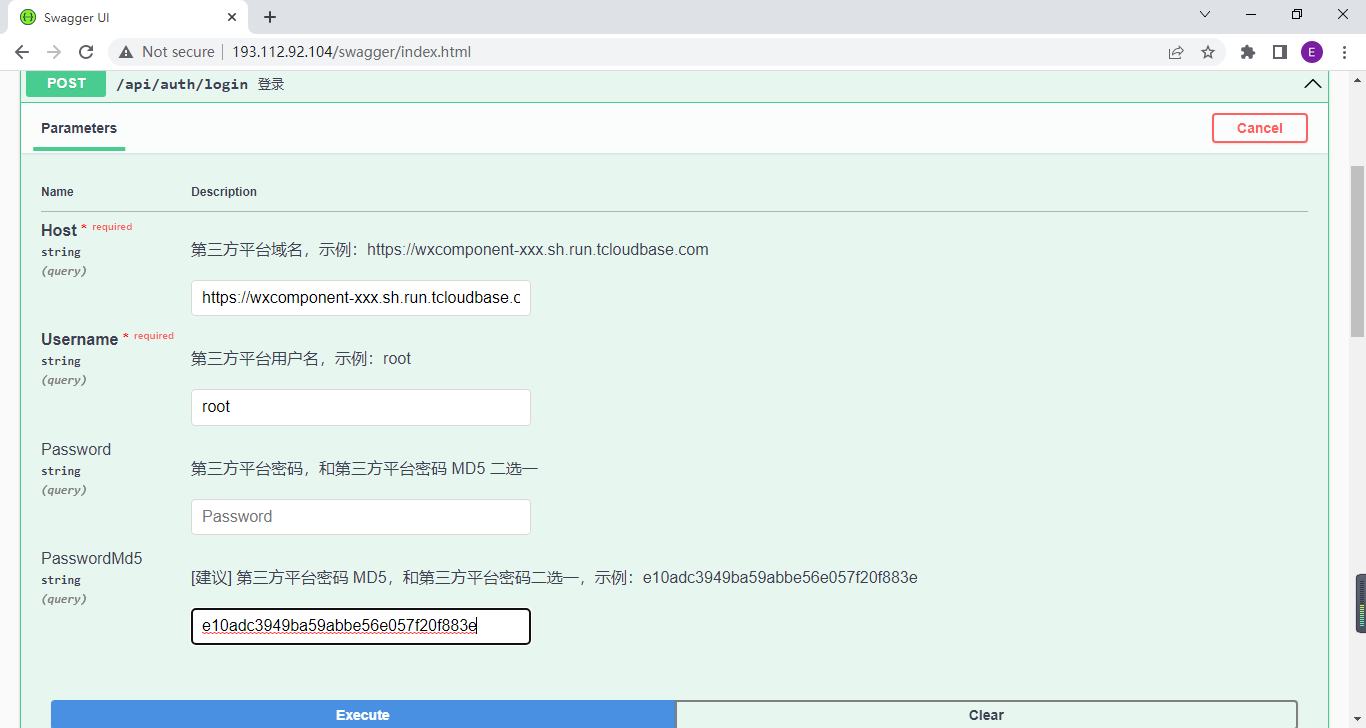 Swagger UI
Not secure 193.112.92.104/swagger/index.html
E
POST /api/auth/login 登录
Parameters
Cancel
Name Description
Host * required
string
(query)
第三方平台域名，示例：https://wxcomponent-xxx.sh.run.tcloudbase.com
https://wxcomponent-xxx.sh.run.tcloudbase.c
Username * required
string
(query)
第三方平台用户名，示例：root
root
Password
string
(query)
第三方平台密码，和第三方平台密码 MD5 二选一
Password
PasswordMd5
string
(query)
[建议] 第三方平台密码 MD5，和第三方平台密码二选一，示例：e10adc3949ba59abbe56e057f20f883e
e10adc3949ba59abbe56e057f20f883e
Execute Clear